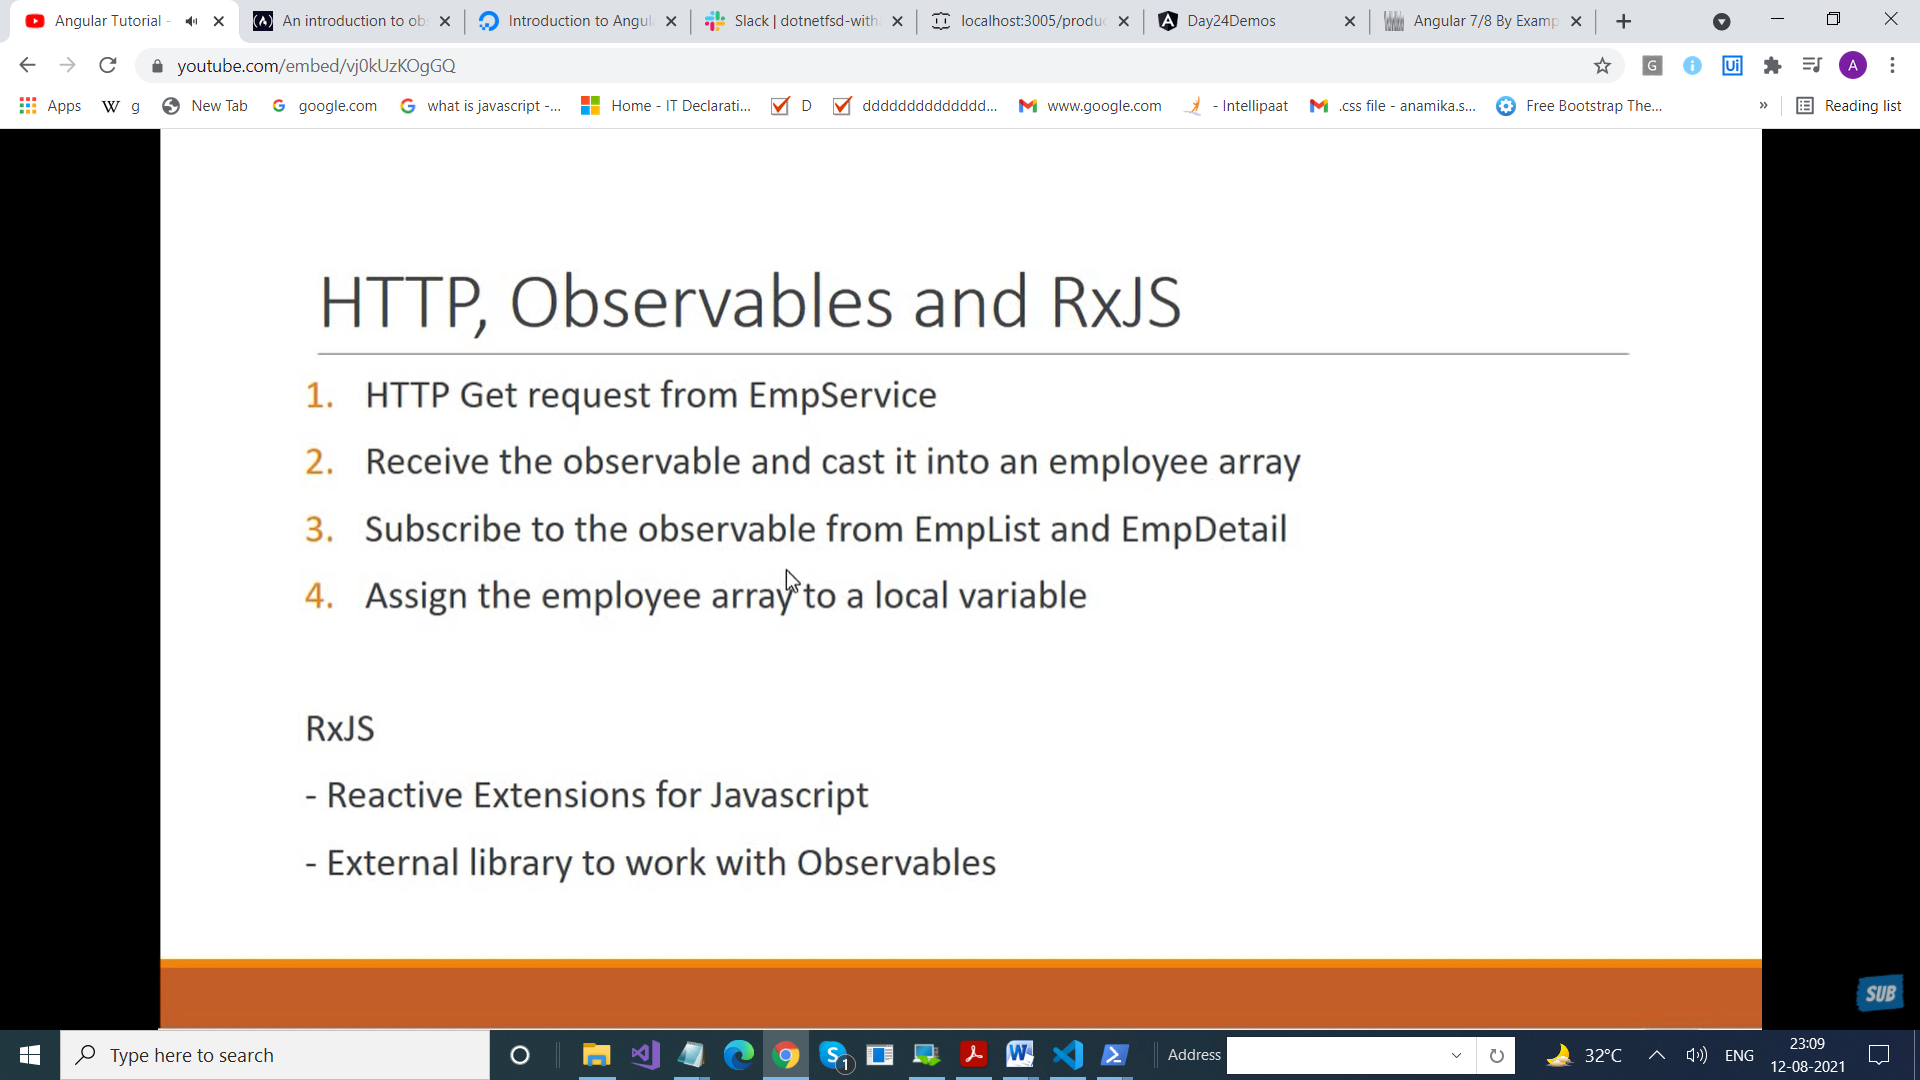 Angular Tutorial -
An introduction to obs
Introduction to Angula
Slack | dotnetfsd-with
localhost:3005/produc
Day24Demos
Angular 7/8 By Examp
youtube.com/embed/vj0kUzKOgGQ
G
i
Ui
A
Apps
W g
New Tab
G google.com
G what is javascript -...
Home - IT Declarati...
D
dddddddddddddd...
www.google.com
- Intellipaat
.css file - anamika.s...
Free Bootstrap The...
»
Reading list
HTTP, Observables and RxJS
1. HTTP Get request from EmpService
2. Receive the observable and cast it into an employee array
3. Subscribe to the observable from EmpList and EmpDetail
4. Assign the employee array to a local variable
RxJS
- Reactive Extensions for Javascript
- External library to work with Observables
SUB
Type here to search
1
Address
32°C
ENG
23:09
12-08-2021